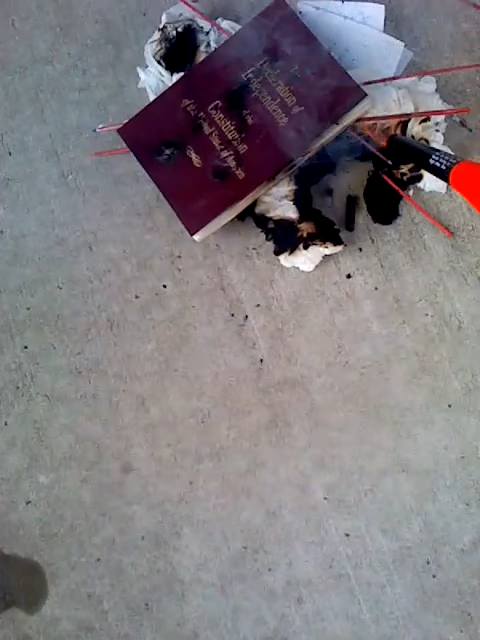 The
Declaration of
Independence
and the
Constitution
of the United States of America